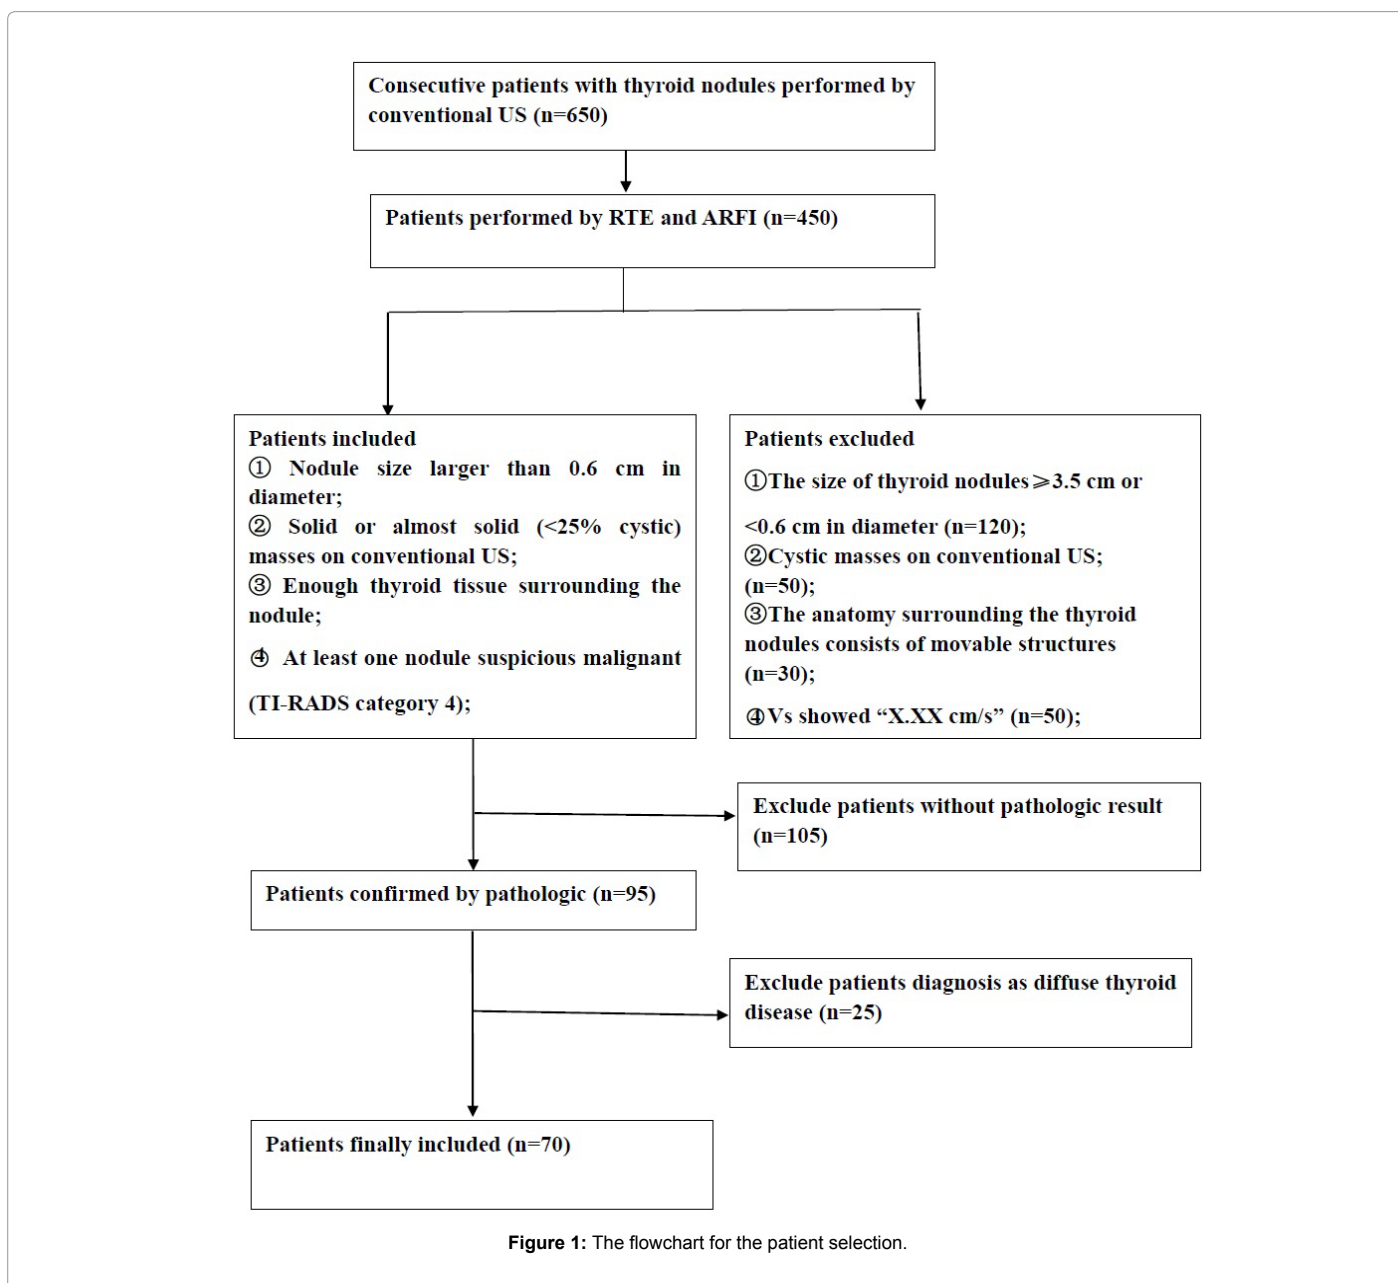 Consecutive patients with thyroid nodules performed by
conventional US (n=650)
Patients performed by RTE and ARFI (n=450)
Patients included
① Nodule size larger than 0.6 cm in
diameter;
② Solid or almost solid (<25% cystic)
masses on conventional US;
③ Enough thyroid tissue surrounding the
nodule;
④ At least one nodule suspicious malignant
(TI-RADS category 4);
Patients excluded
①The size of thyroid nodules⩾3.5 cm or
<0.6 cm in diameter (n=120);
②Cystic masses on conventional US;
(n=50);
③The anatomy surrounding the thyroid
nodules consists of movable structures
(n=30);
④Vs showed “X.XX cm/s” (n=50);
Exclude patients without pathologic result
(n=105)
Patients confirmed by pathologic (n=95)
Exclude patients diagnosis as diffuse thyroid
disease (n=25)
Patients finally included (n=70)
Figure 1: The flowchart for the patient selection.